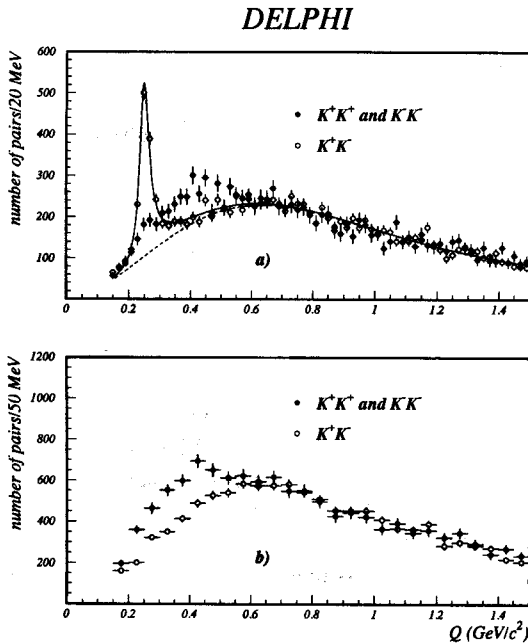 DELPHI
number of pairs/20 MeV
600
500
400
300
200
100
K⁺K⁺ and K⁻K⁻
K⁺K⁻
a)
0 0.2 0.4 0.6 0.8 1 1.2 1.4
number of pairs/50 MeV
1200
1000
800
600
400
200
K⁺K⁺ and K⁻K⁻
K⁺K⁻
b)
0 0.2 0.4 0.6 0.8 1 1.2 1.4
Q (GeV/c²)